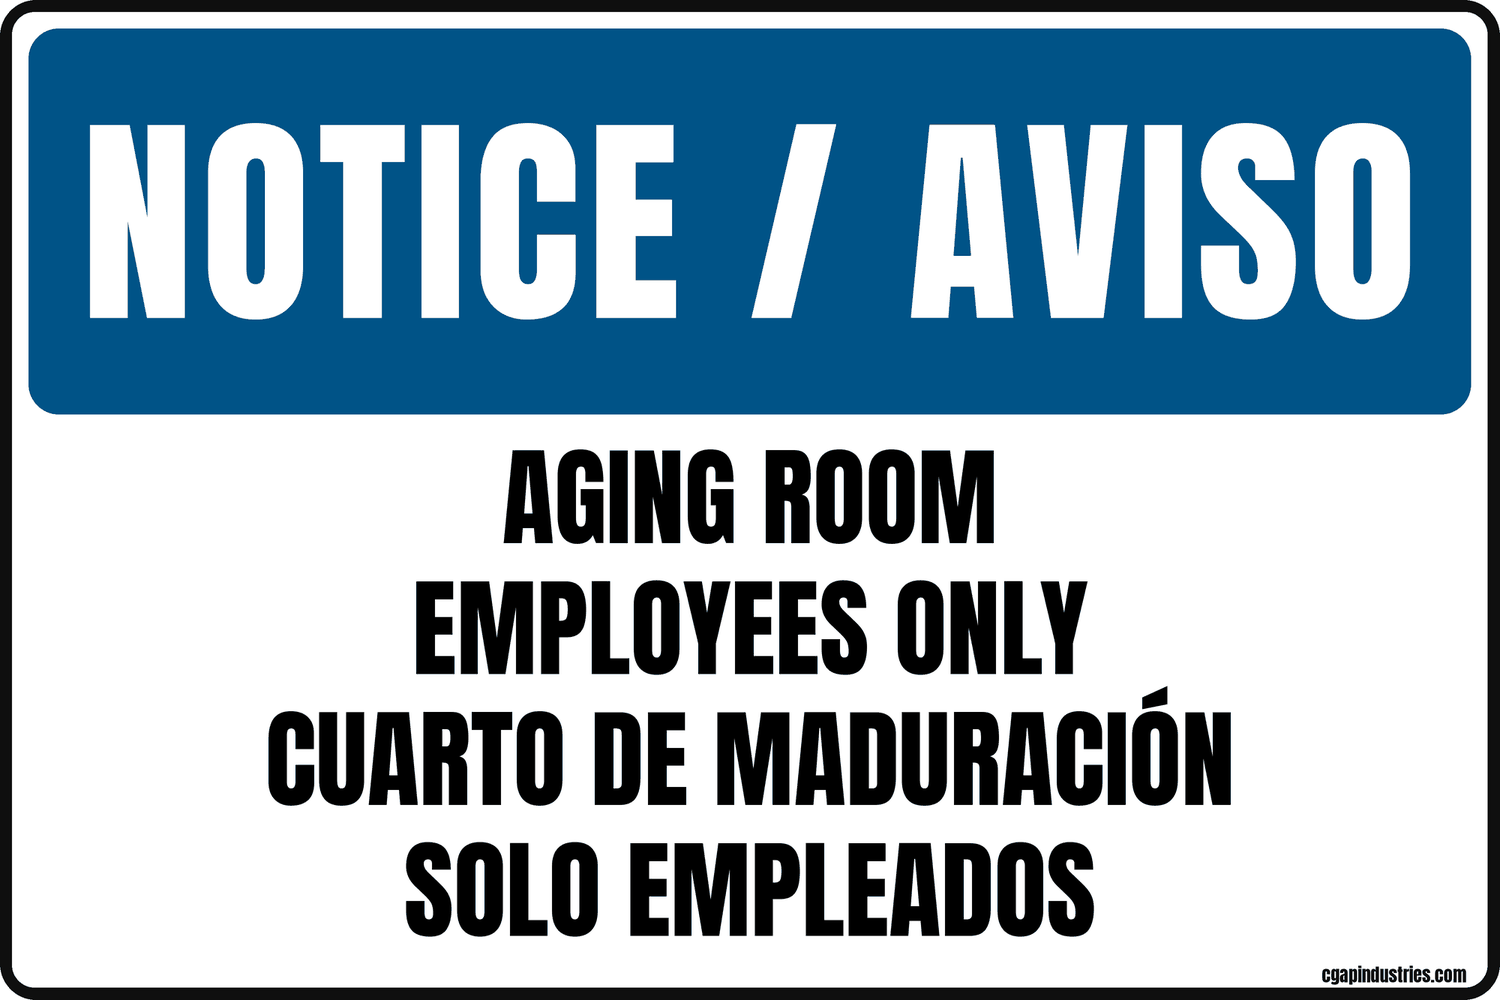 NOTICE / AVISO
AGING ROOM
EMPLOYEES ONLY
CUARTO DE MADURACIÓN
SOLO EMPLEADOS
cgapindustries.com